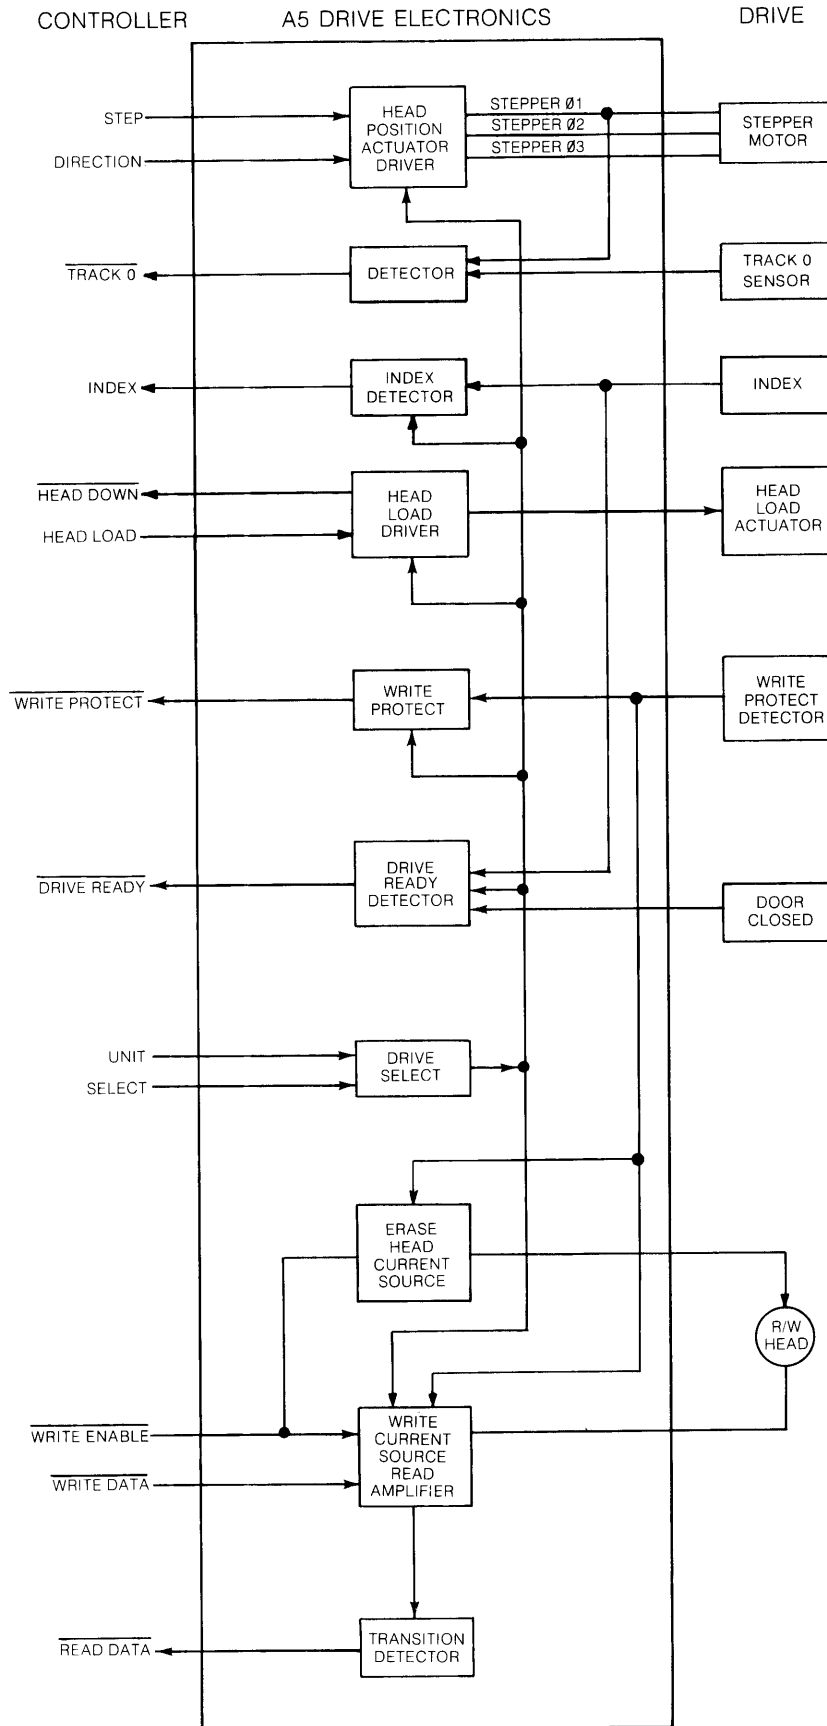 CONTROLLER
A5 DRIVE ELECTRONICS
DRIVE
STEP
DIRECTION
HEAD
POSITION
ACTUATOR
DRIVER
STEPPER Ø1
STEPPER Ø2
STEPPER Ø3
STEPPER
MOTOR
TRACK 0
DETECTOR
TRACK 0
SENSOR
INDEX
INDEX
DETECTOR
INDEX
HEAD DOWN
HEAD LOAD
HEAD
LOAD
DRIVER
HEAD
LOAD
ACTUATOR
WRITE PROTECT
WRITE
PROTECT
WRITE
PROTECT
DETECTOR
DRIVE READY
DRIVE
READY
DETECTOR
DOOR
CLOSED
UNIT
SELECT
DRIVE
SELECT
ERASE
HEAD
CURRENT
SOURCE
R/W
HEAD
WRITE ENABLE
WRITE DATA
WRITE
CURRENT
SOURCE
READ
AMPLIFIER
READ DATA
TRANSITION
DETECTOR